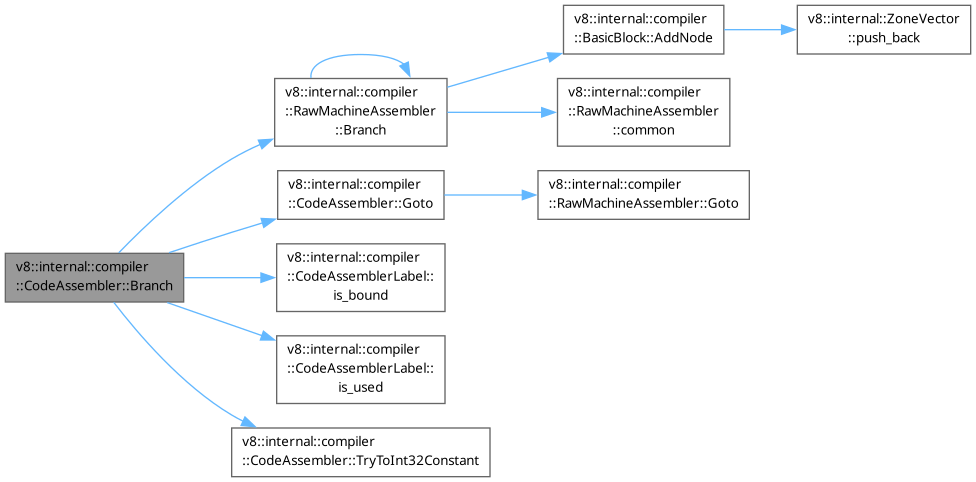 v8::internal::compiler
::BasicBlock::AddNode
v8::internal::ZoneVector
::push_back
v8::internal::compiler
::RawMachineAssembler
::Branch
v8::internal::compiler
::RawMachineAssembler
::common
v8::internal::compiler
::CodeAssembler::Goto
v8::internal::compiler
::RawMachineAssembler::Goto
v8::internal::compiler
::CodeAssembler::Branch
v8::internal::compiler
::CodeAssemblerLabel::
is_bound
v8::internal::compiler
::CodeAssemblerLabel::
is_used
v8::internal::compiler
::CodeAssembler::TryToInt32Constant